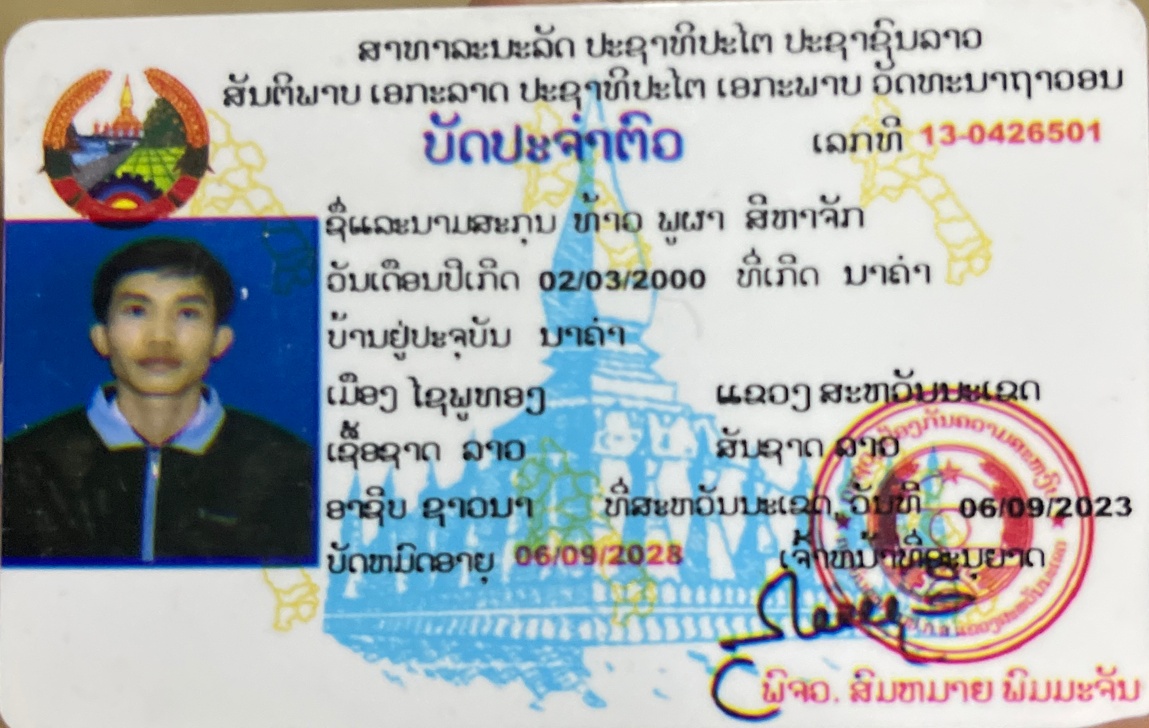 ສາທາລະນະລັດ ປະຊາທິປະໄຕ ປະຊາຊົນລາວ
ສັນຕິພາບ ເອກະລາດ ປະຊາທິປະໄຕ ເອກະພາບ ວັດທະນາຖາວອນ
ບັດປະຈຳຕົວ
ເລກທີ 13-0426501
ຊື່ແລະນາມສະກຸນ ທ້າວ ພູຜາ ສີຫາຈັກ
ວັນເດືອນປີເກີດ 02/03/2000 ທີ່ເກີດ ນາຄ່າ
ບ້ານຢູ່ປະຈຸບັນ ນາຄ່າ
ເມືອງ ໄຊພູທອງ ແຂວງ ສະຫວັນນະເຂດ
ເຊື້ອຊາດ ລາວ ສັນຊາດ ລາວ
ອາຊີບ ຊາວນາ ທີ່ສະຫວັນນະເຂດ, ວັນທີ 06/09/2023
ບັດຫມົດອາຍຸ 06/09/2028 ເຈົ້າຫນ້າທີ່ອະນຸຍາດ
ພິຈວ. ສົມຫມາຍ ພິມມະຈັນ